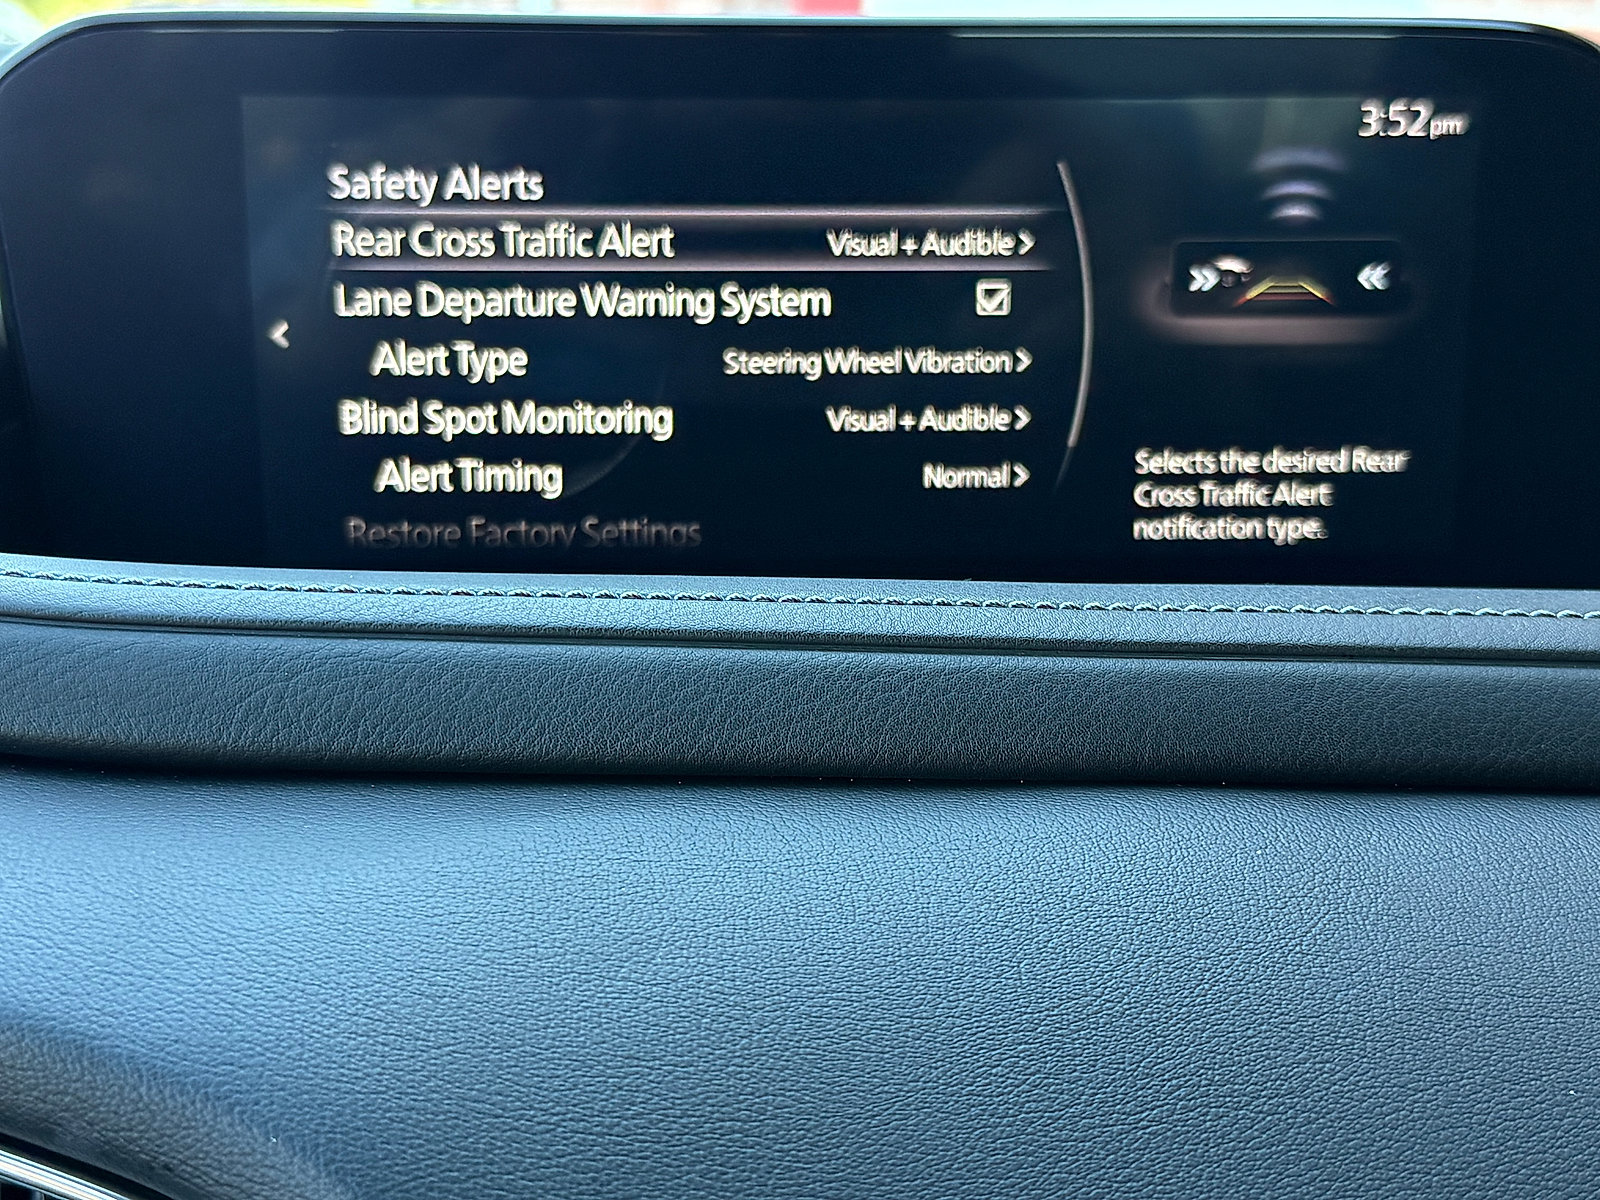 3:52pm
Safety Alerts
Rear Cross Traffic Alert Visual + Audible >
Lane Departure Warning System
Alert Type Steering Wheel Vibration >
Blind Spot Monitoring Visual + Audible >
Alert Timing Normal >
Restore Factory Settings
Selects the desired Rear
Cross Traffic Alert
notification type.